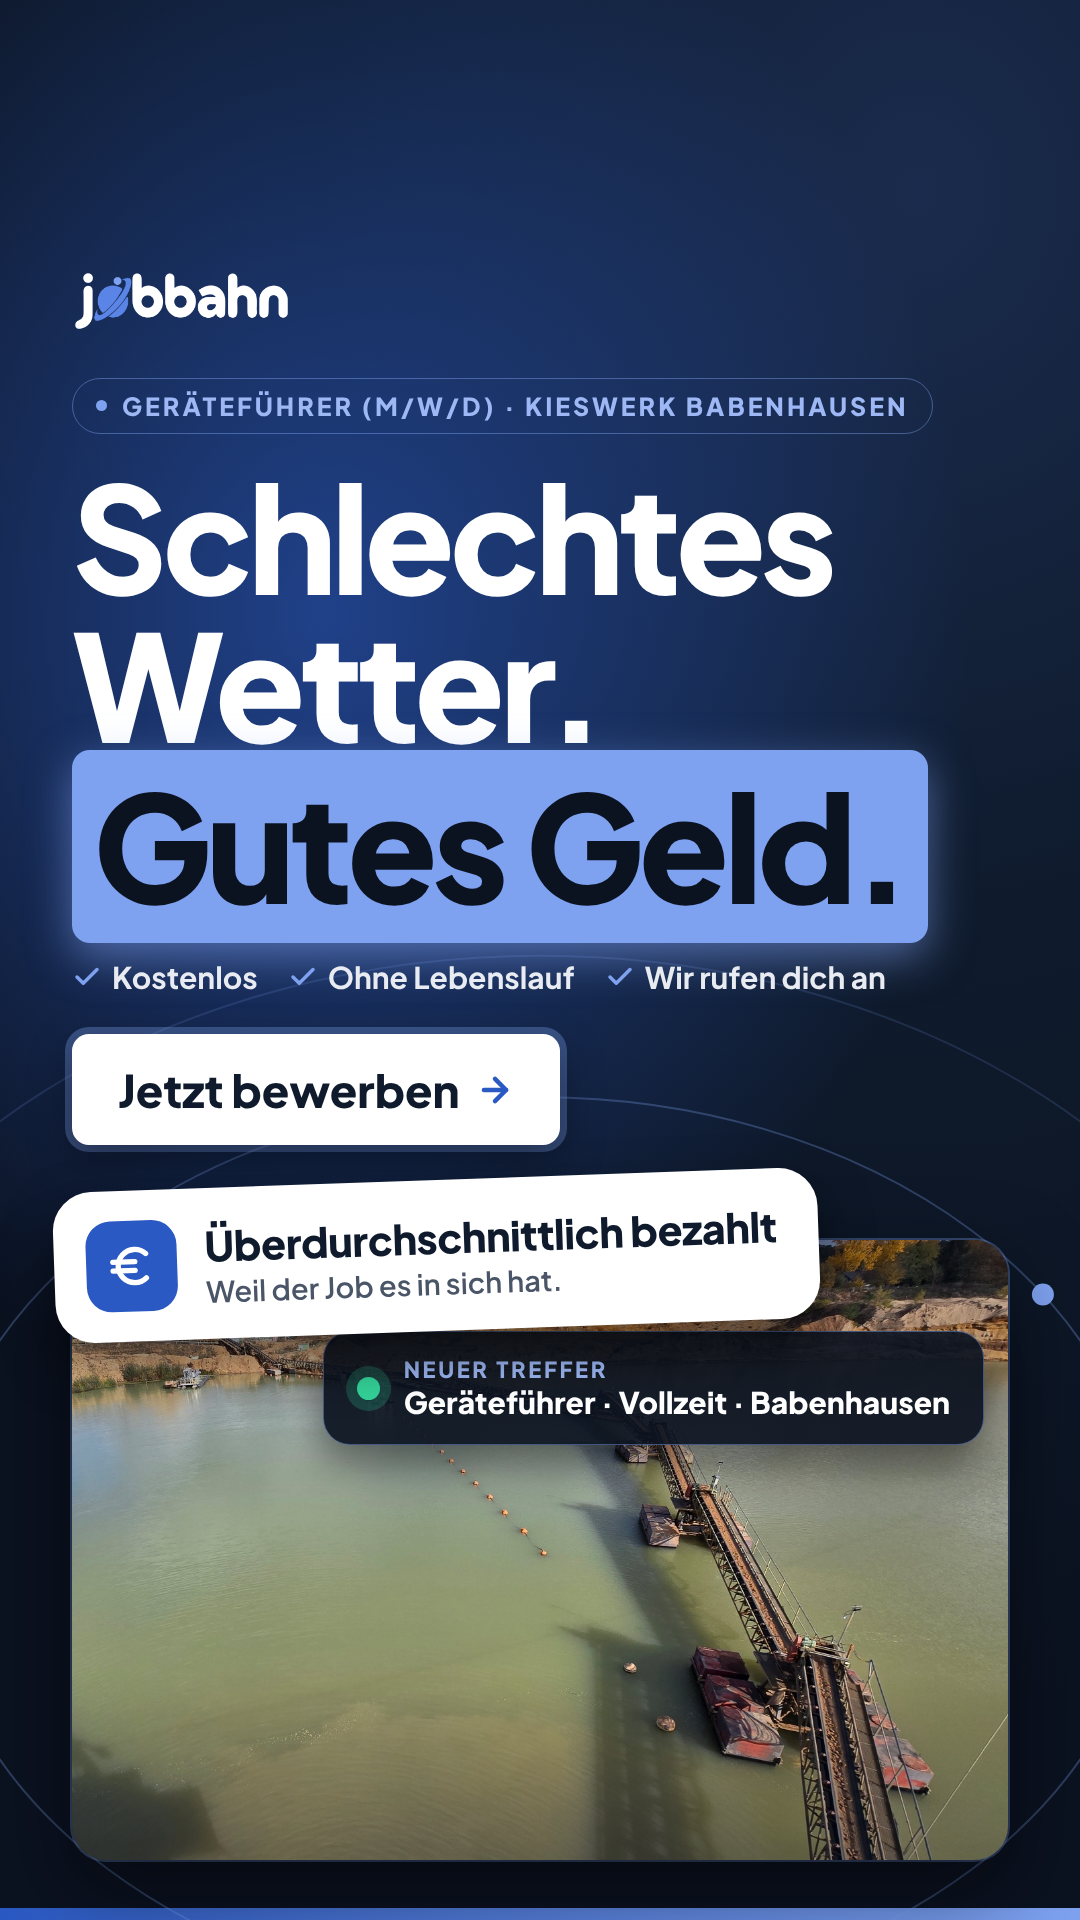 jobbahn
GERÄTEFÜHRER (M/W/D) · KIESWERK BABENHAUSEN
Schlechtes
Wetter.
Gutes Geld.
Kostenlos Ohne Lebenslauf Wir rufen dich an
Jetzt bewerben →
Überdurchschnittlich bezahlt
Weil der Job es in sich hat.
NEUER TREFFER
Geräteführer · Vollzeit · Babenhausen